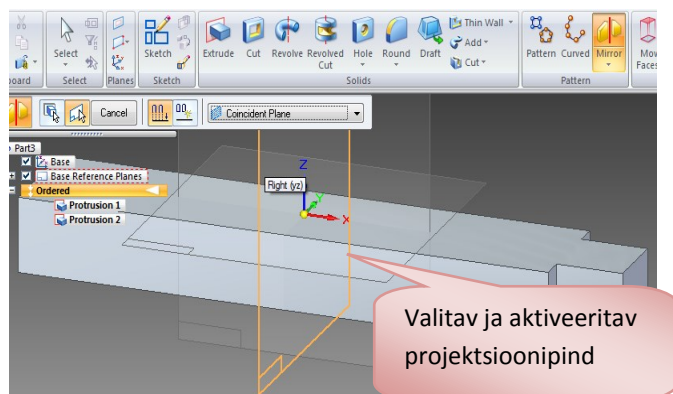 Select
Sketch
Extrude
Cut
Revolve
Revolved
Cut
Hole
Round
Draft
Thin Wall
Add
Cut
Pattern
Curved
Mirror
Mov
Faces
oard
Select
Planes
Sketch
Solids
Pattern
Cancel
Coincident Plane
Part3
Base
Base Reference Planes
Ordered
Protrusion 1
Protrusion 2
Z
Right (yz)
Y
X
Valitav ja aktiveeritav
projektsioonipind